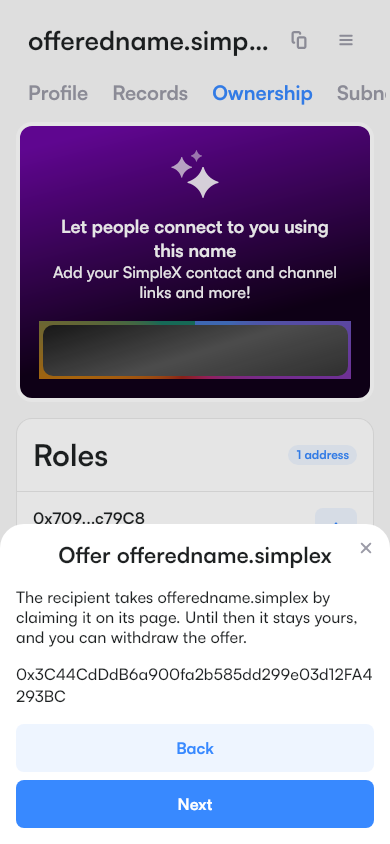 offeredname.simp...
Profile Records Ownership Subn
Let people connect to you using
this name
Add your SimpleX contact and channel
links and more!
Roles
1 address
0x709...c79C8
Offer offeredname.simplex
The recipient takes offeredname.simplex by
claiming it on its page. Until then it stays yours,
and you can withdraw the offer.
0x3C44CdDdB6a900fa2b585dd299e03d12FA4
293BC
Back
Next